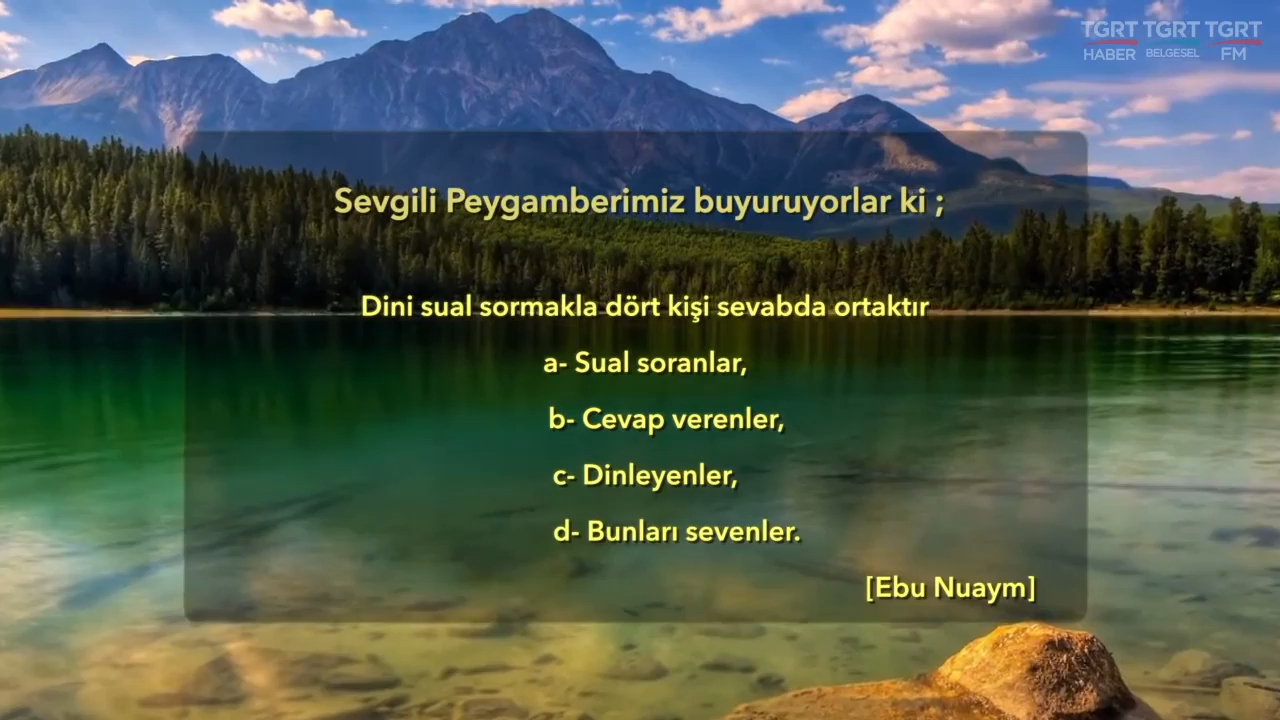 TGRT TGRT TGRT
HABER BELGESEL FM
Sevgili Peygamberimiz buyuruyorlar ki ;
Dini sual sormakla dört kişi sevabda ortaktır
a- Sual soranlar,
b- Cevap verenler,
c- Dinleyenler,
d- Bunları sevenler.
[Ebu Nuaym]